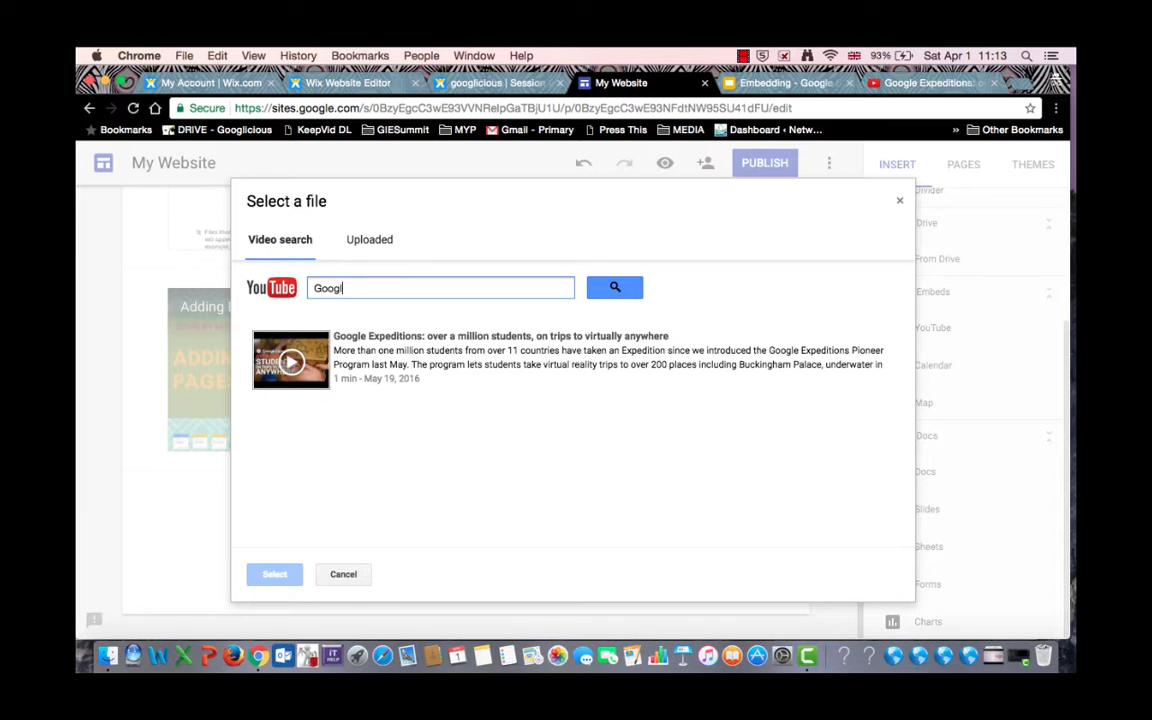 Chrome File Edit View History Bookmarks People Window Help 93% Sat Apr 1 11:13
My Account | Wix.com Wix Website Editor googlicious | Session My Website Embedding - Google Google Expeditions:
Secure https://sites.google.com/s/0BzyEgcC3wE93VVNRelpGaTBjU1U/p/0BzyEgcC3wE93NFdtNW95SU41dFU/edit
Bookmarks DRIVE - Googlicious KeepVid DL GIESummit MYP Gmail - Primary Press This MEDIA Dashboard ‹ Netw... » Other Bookmarks
My Website PUBLISH INSERT PAGES THEMES
Divider
Select a file
Drive
Video search Uploaded
From Drive
YouTube Googl
Embeds
Adding
YouTube
Google Expeditions: over a million students, on trips to virtually anywhere
More than one million students from over 11 countries have taken an Expedition since we introduced the Google Expeditions Pioneer
Program last May. The program lets students take virtual reality trips to over 200 places including Buckingham Palace, underwater in
1 min - May 19, 2016
Calendar
ADDIN
PAGES
Map
Docs
Docs
Slides
Sheets
Select Cancel
Forms
Charts